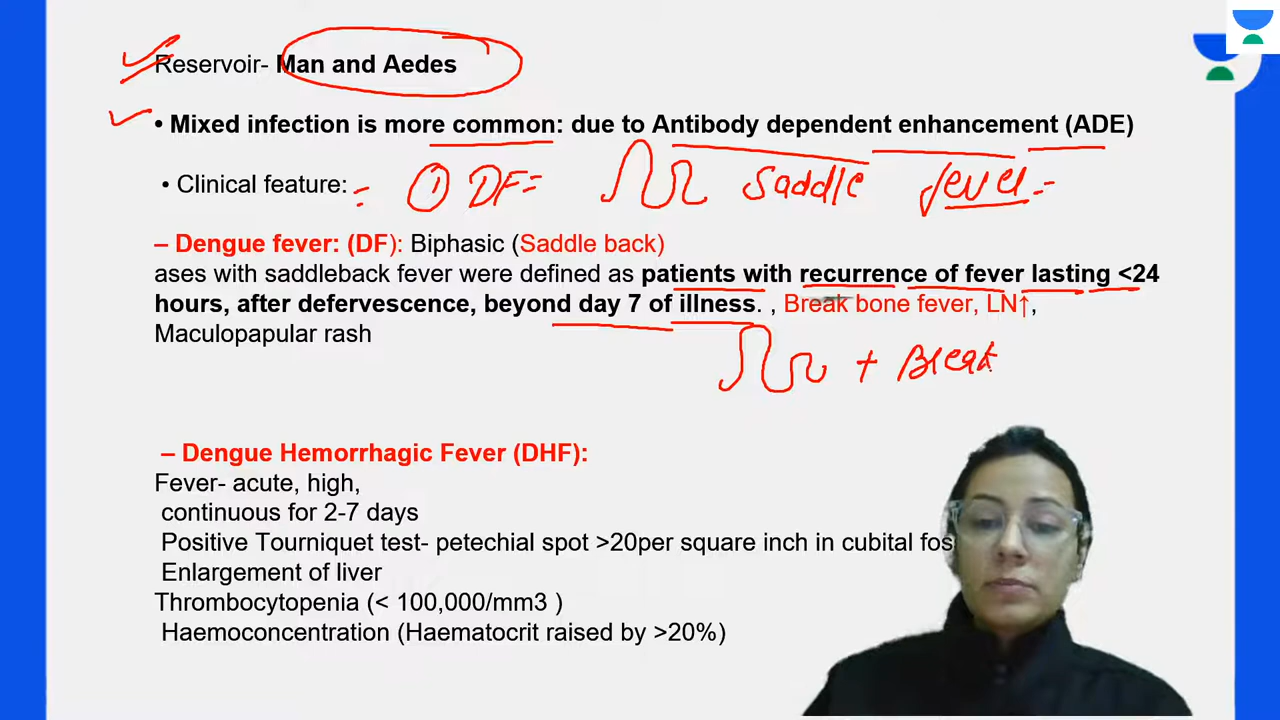 Reservoir- Man and Aedes
• Mixed infection is more common: due to Antibody dependent enhancement (ADE)
• Clinical feature: = ① DF= Saddle fever =
– Dengue fever: (DF): Biphasic (Saddle back)
ases with saddleback fever were defined as patients with recurrence of fever lasting <24
hours, after defervescence, beyond day 7 of illness. , Break bone fever, LN↑,
Maculopapular rash
+ Break
– Dengue Hemorrhagic Fever (DHF):
Fever- acute, high,
continuous for 2-7 days
Positive Tourniquet test- petechial spot >20per square inch in cubital fos
Enlargement of liver
Thrombocytopenia (< 100,000/mm3 )
Haemoconcentration (Haematocrit raised by >20%)